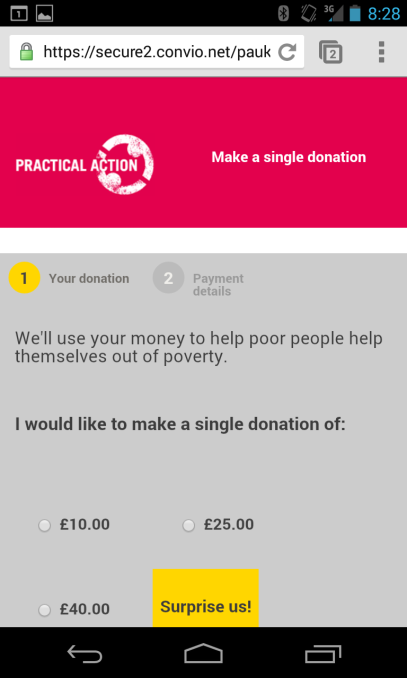 1
3G
8:28
https://secure2.convio.net/pauk
2
PRACTICAL ACTION
Make a single donation
1 Your donation
2 Payment
details
We'll use your money to help poor people help
themselves out of poverty.
I would like to make a single donation of:
£10.00
£25.00
£40.00
Surprise us!